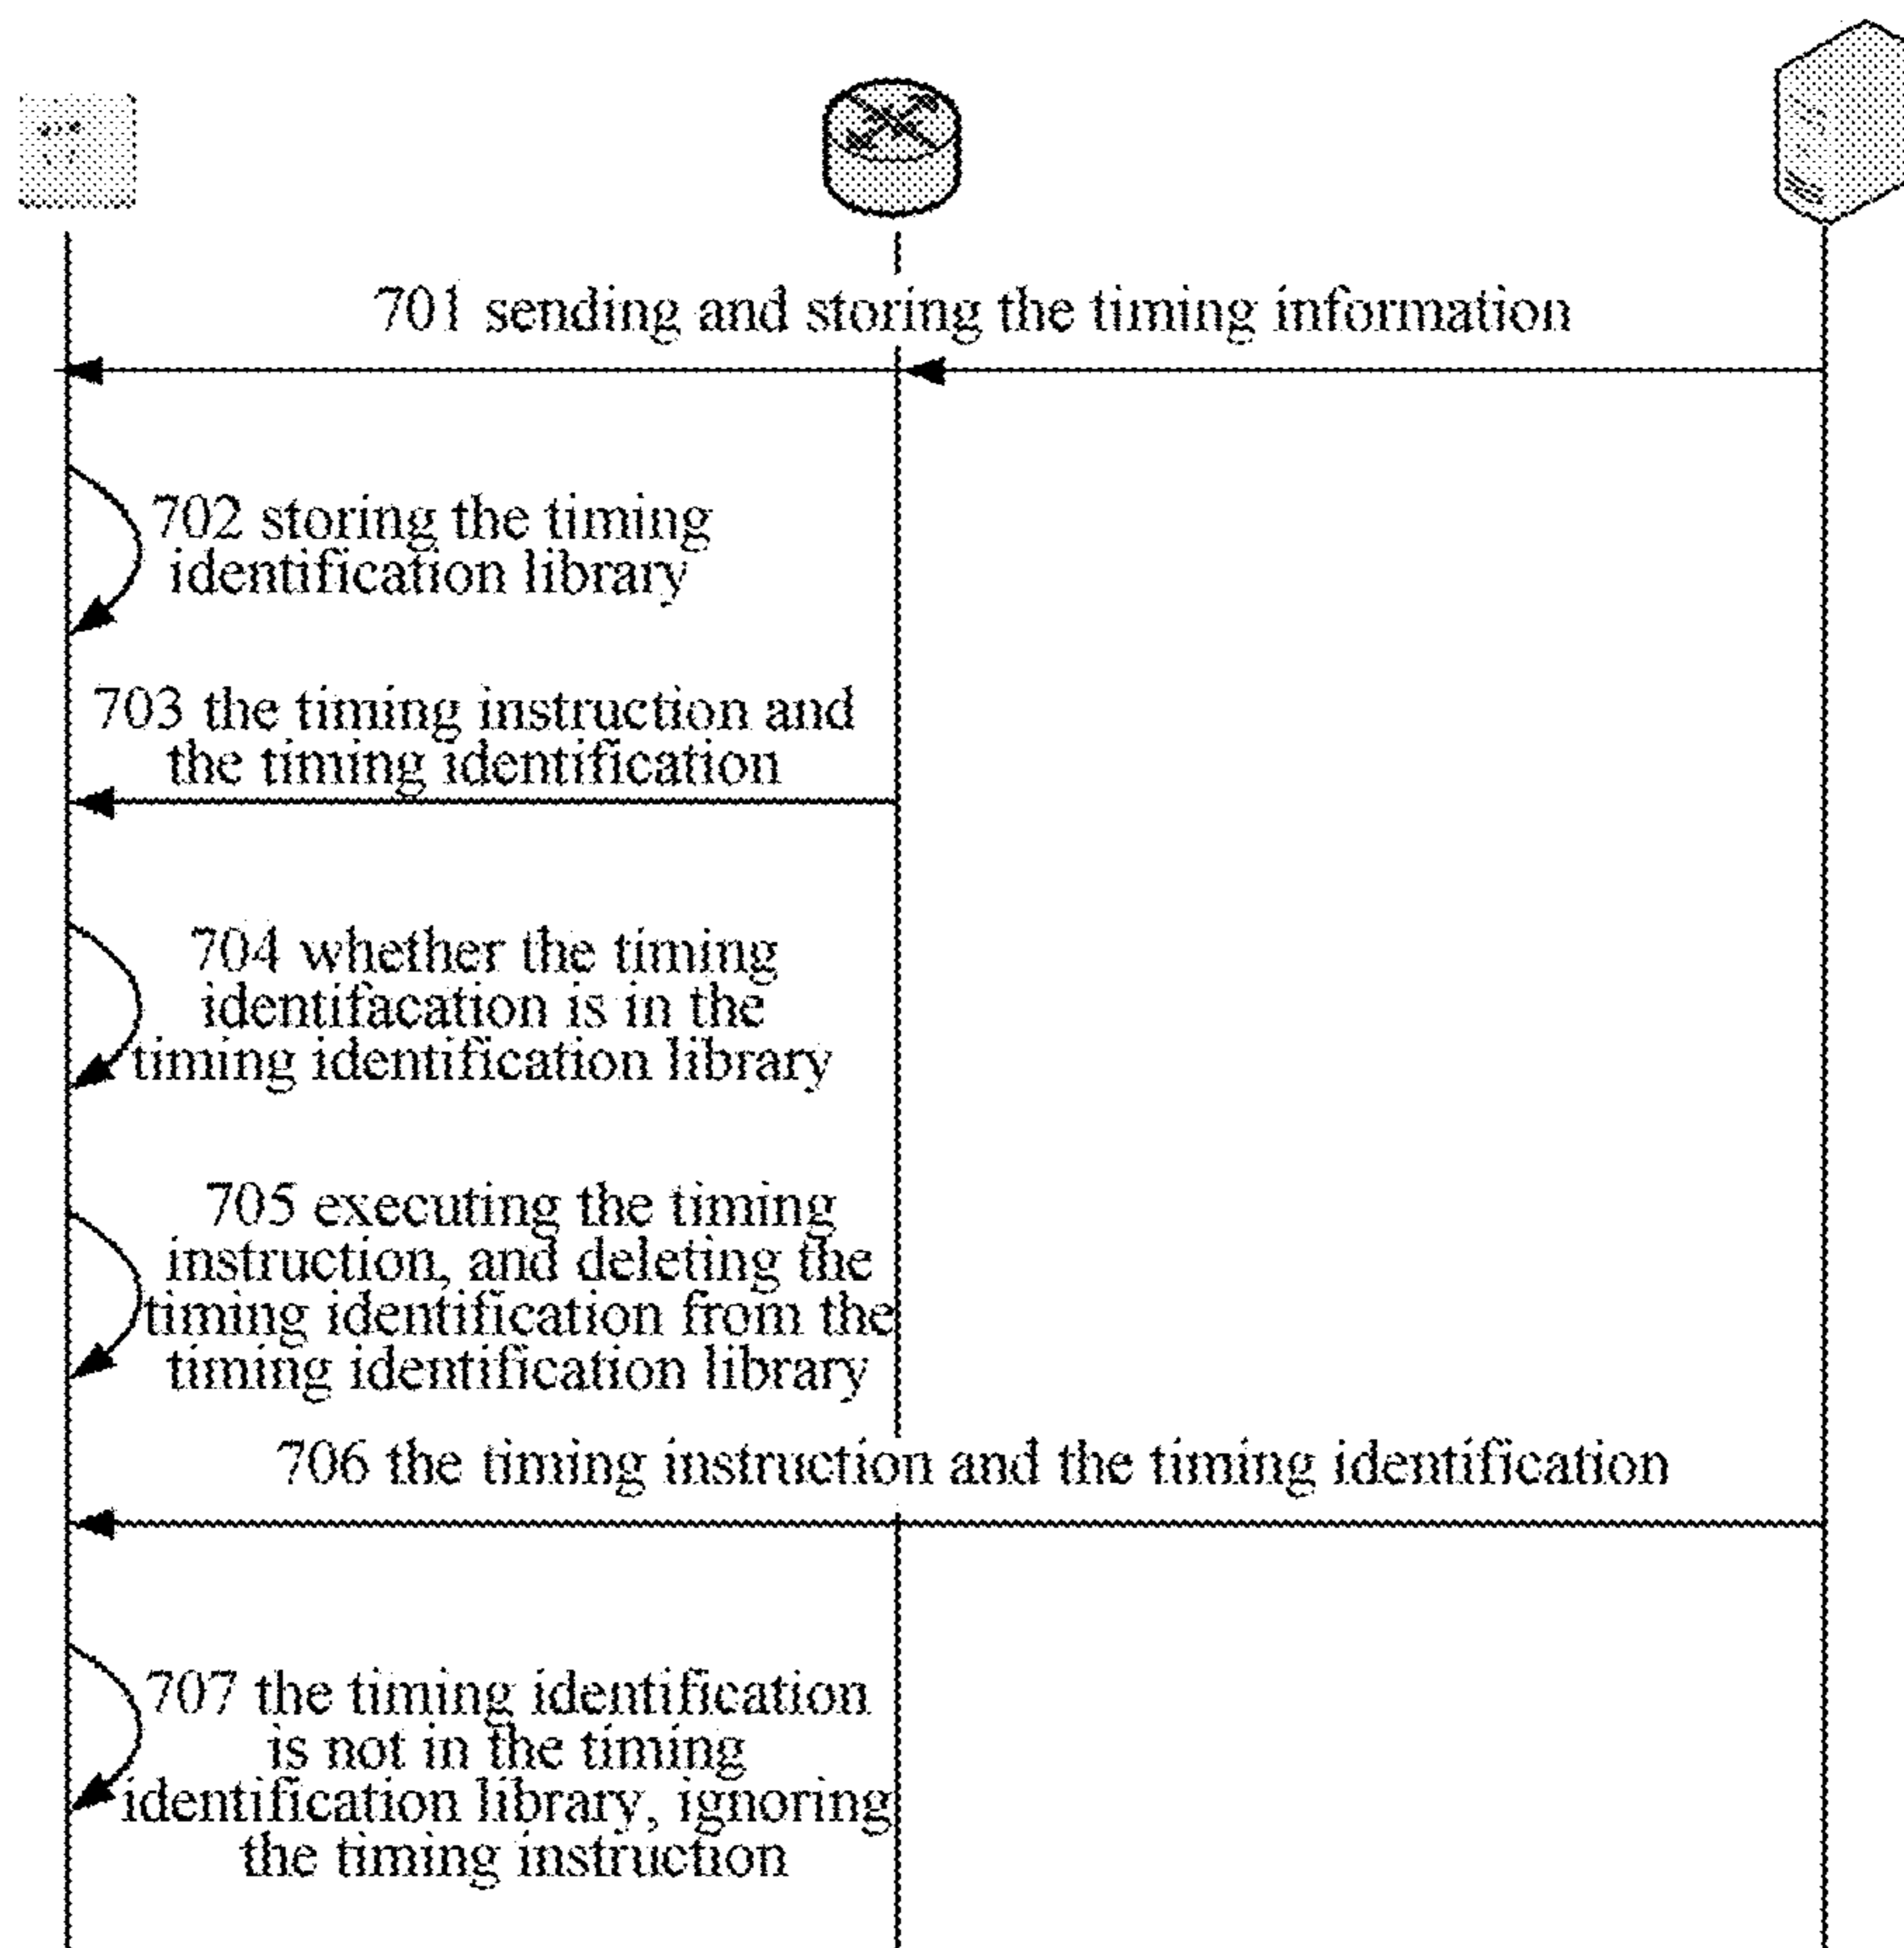 701 sending and storing the timing information
702 storing the timing
identification library
703 the timing instruction and
the timing identification
704 whether the timing
identifacation is in the
timing identification library
705 executing the timing
instruction, and deleting the
timing identification from the
timing identification library
706 the timing instruction and the timing identification
707 the timing identification
is not in the timing
identification library, ignoring
the timing instruction